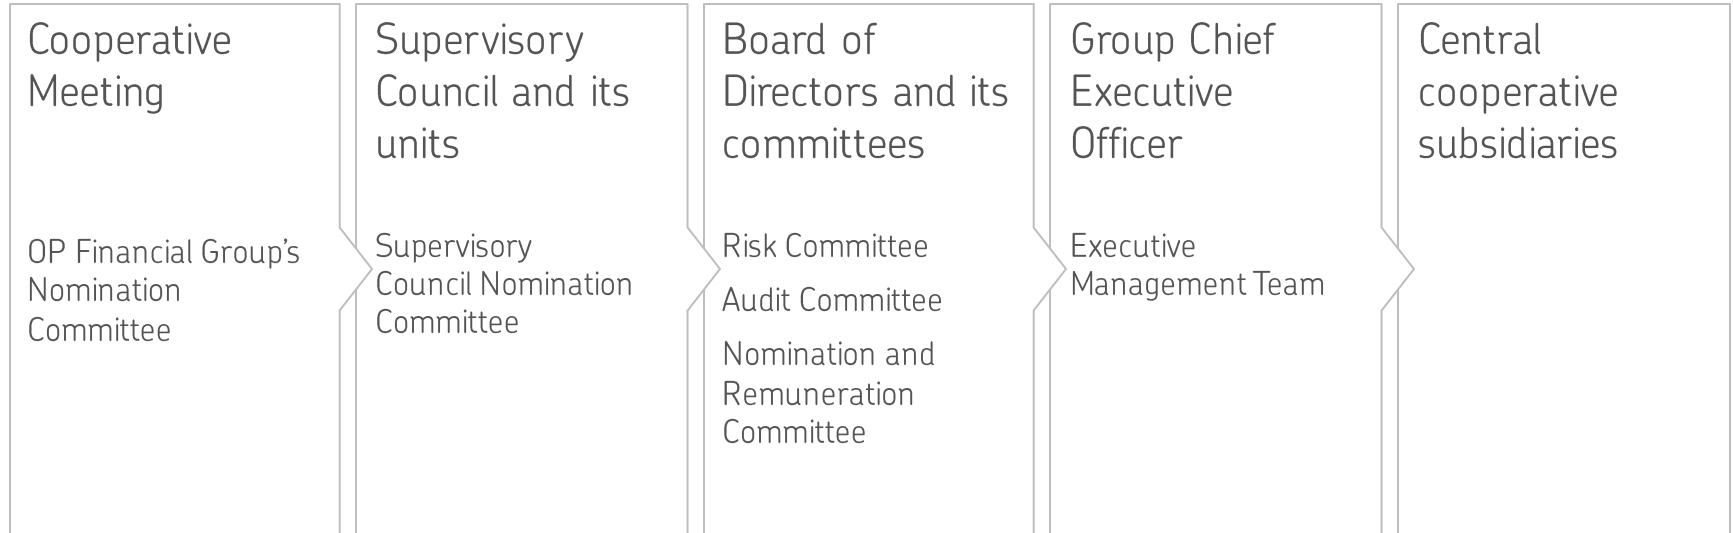 Cooperative
Meeting
OP Financial Group’s
Nomination
Committee
Supervisory
Council and its
units
Supervisory
Council Nomination
Committee
Board of
Directors and its
committees
Risk Committee
Audit Committee
Nomination and
Remuneration
Committee
Group Chief
Executive
Officer
Executive
Management Team
Central
cooperative
subsidiaries